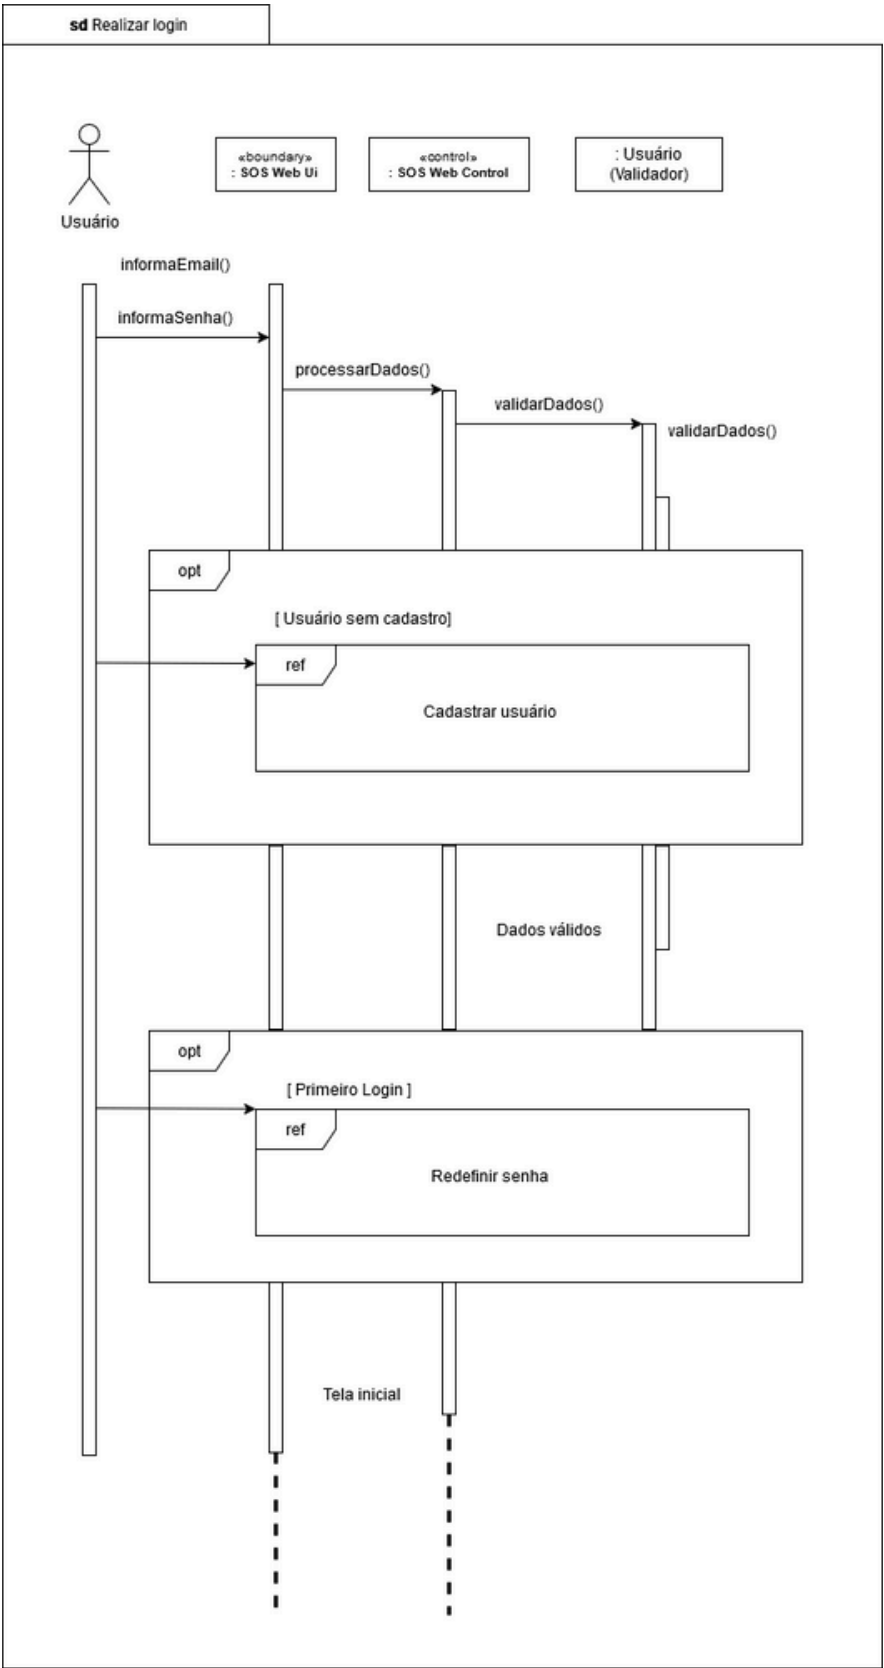 sd Realizar login
Usuário
«boundary»
: SOS Web Ui
«control»
: SOS Web Control
: Usuário
(Validador)
informaEmail()
informaSenha()
processarDados()
validarDados()
validarDados()
opt
[ Usuário sem cadastro]
ref
Cadastrar usuário
Dados válidos
opt
[ Primeiro Login ]
ref
Redefinir senha
Tela inicial